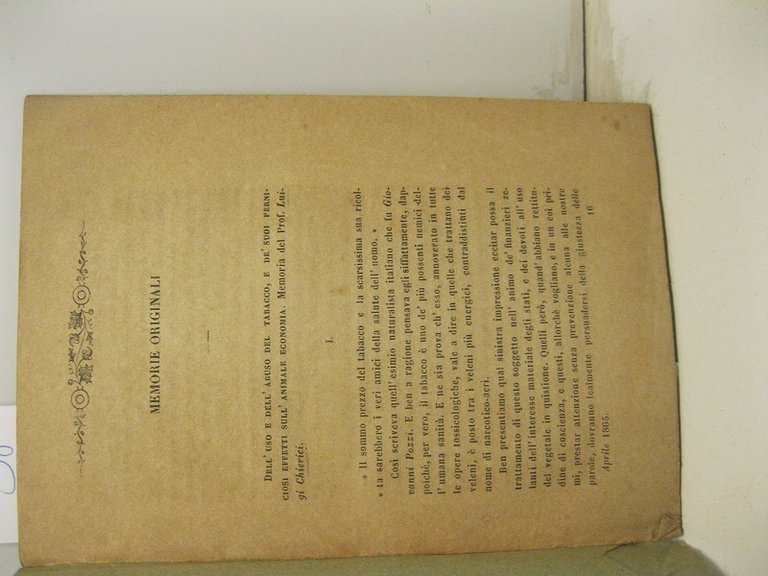 MEMORIE ORIGINALI
DELL' USO E DELL' ABUSO DEL TABACCO, E DE' SUOI PERNI-
CIOSI EFFETTI SULL' ANIMALE ECONOMIA. Memoria del Prof. Lui-
gi Chierici.
I.
» Il sommo prezzo del tabacco e la scarsissima sua ricol-
« ta sarebbero i veri amici della salute dell' uomo. »
Così scriveva quell' esimio naturalista italiano che fu Gio-
vanni Pozzi. E ben a ragione pensava egli siffattamente, dap-
poichè, per vero, il tabacco è uno de' più possenti nemici del-
l' umana sanità. E ne sta prova ch' esso, annoverato in tutte
le opere tossicologiche, vale a dire in quelle che trattano dei
veleni, è posto tra i veleni più energici, contraddistinti dal
nome di narcotico-acri.
Ben presentiamo qual sinistra impressione eccitar possa il
trattamento di questo soggetto nell' animo de' finanzieri ze-
lanti dell' interesse materiale degli stati, e dei devoti all' uso
del vegetale in quistione. Quelli però, quand' abbiano rettitu-
dine di coscienza, e questi, allorchè vogliano, e in un coi pri-
mi, prestar attenzione senza prevenzione alcuna alle nostre
parole, dovranno lealmente persuadersi della giustezza delle
Aprile 1865. 16